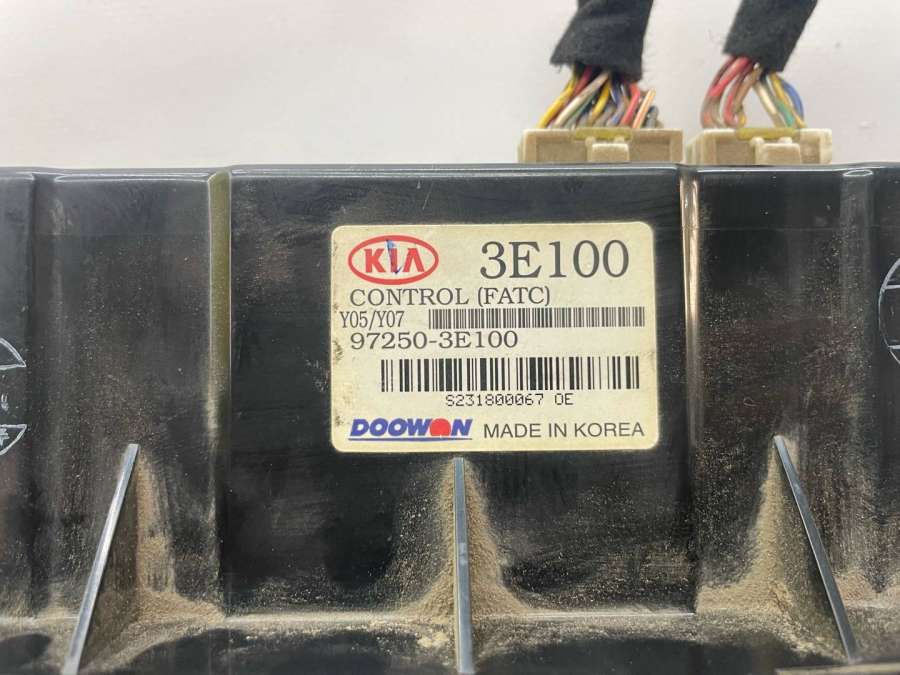 KIA 3E100
CONTROL (FATC)
Y05/Y07
97250-3E100
S231800067 0E
DOOWON MADE IN KOREA